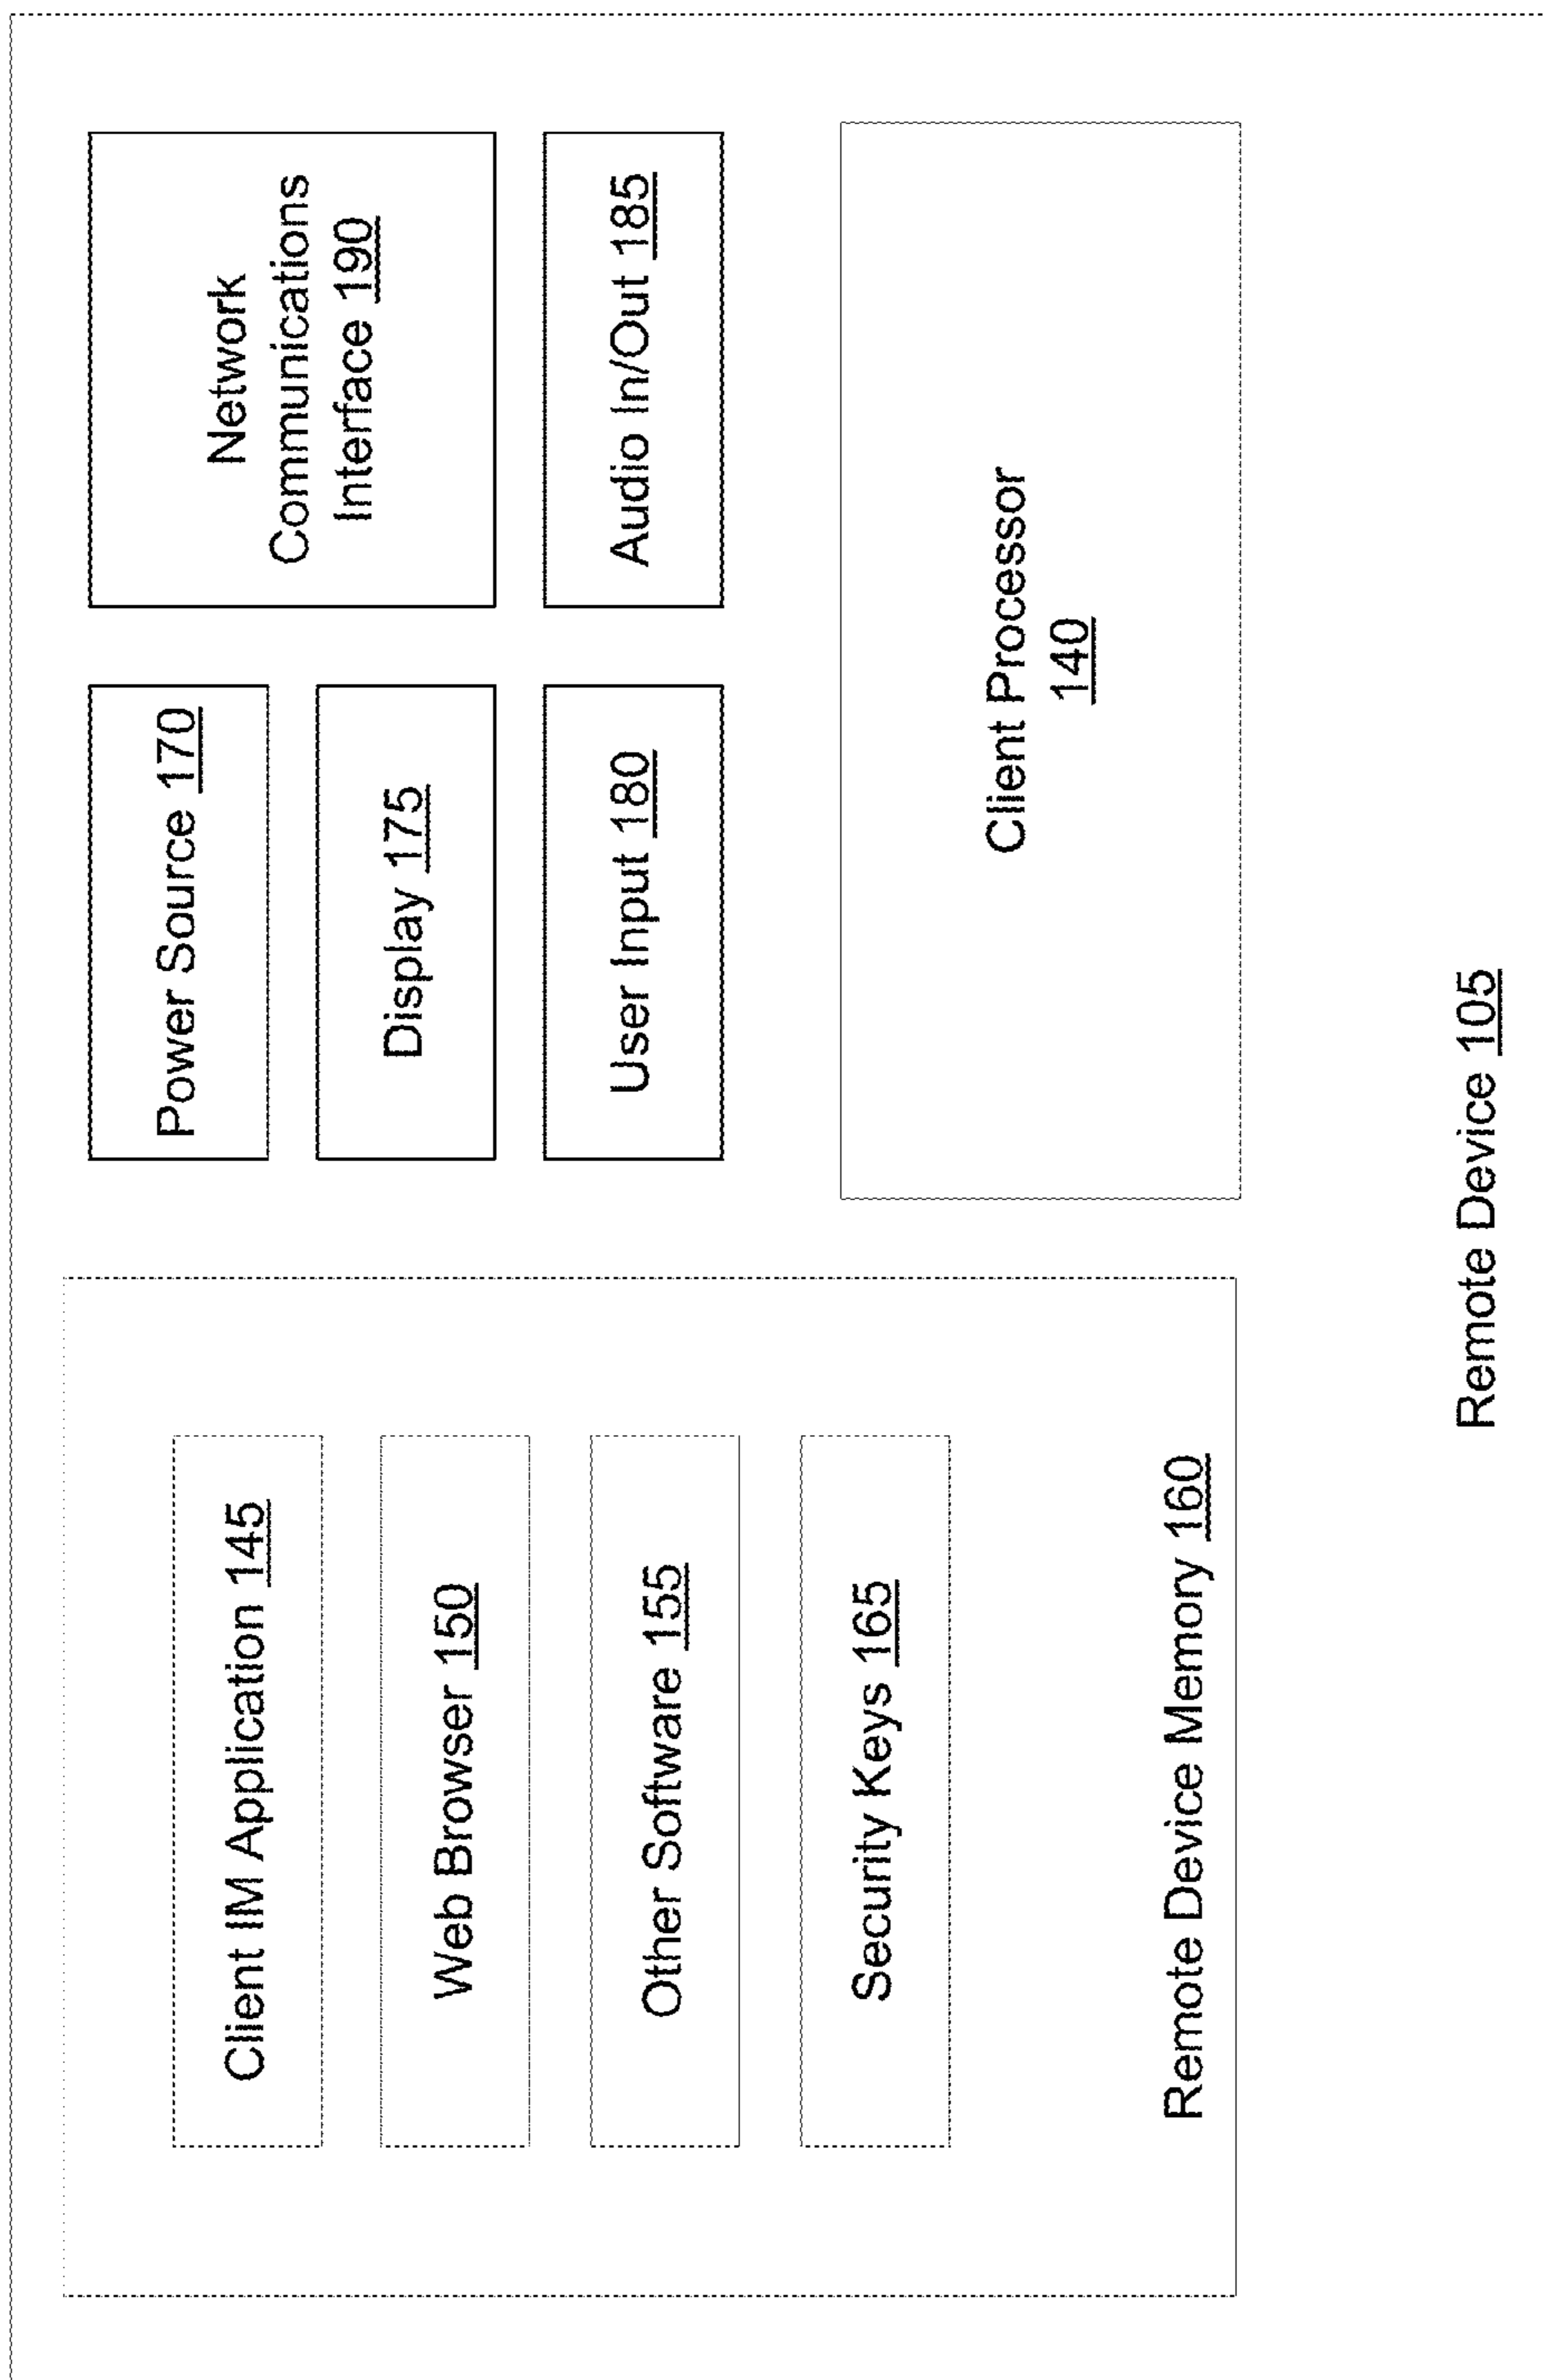 Client IM Application 145
Web Browser 150
Other Software 155
Security Keys 165
Remote Device Memory 160
Power Source 170
Display 175
User Input 180
Network
Communications
Interface 190
Audio In/Out 185
Client Processor
140
Remote Device 105